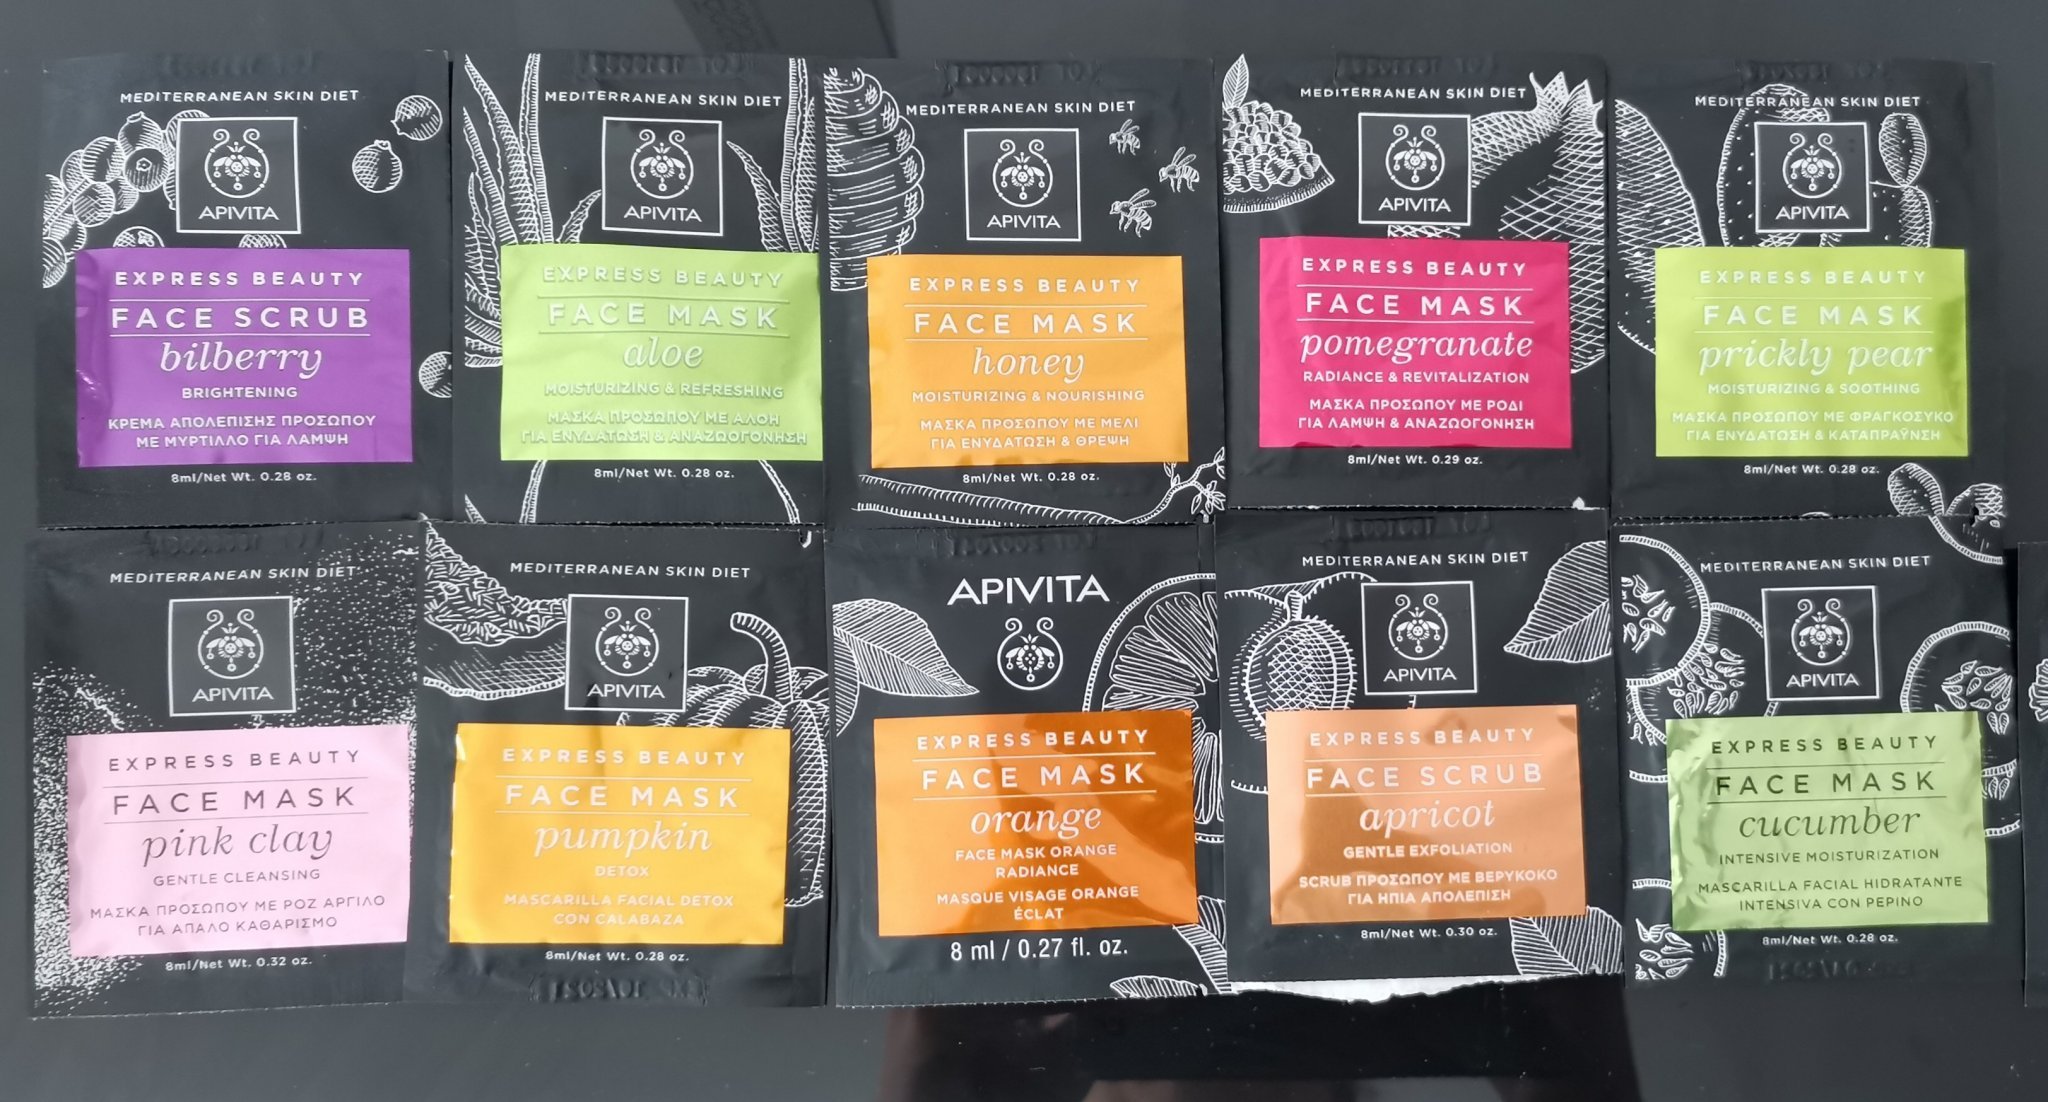 MEDITERRANEAN SKIN DIET
APIVITA
EXPRESS BEAUTY
FACE SCRUB
bilberry
BRIGHTENING
ΚΡΕΜΑ ΑΠΟΛΕΠΙΣΗΣ ΠΡΟΣΩΠΟΥ
ΜΕ ΜΥΡΤΙΛΛΟ ΓΙΑ ΛΑΜΨΗ
8ml/Net Wt. 0.28 oz.
MEDITERRANEAN SKIN DIET
APIVITA
EXPRESS BEAUTY
FACE MASK
aloe
MOISTURIZING & REFRESHING
ΜΑΣΚΑ ΠΡΟΣΩΠΟΥ ΜΕ ΑΛΟΗ
ΓΙΑ ΕΝΥΔΑΤΩΣΗ & ΑΝΑΖΩΟΓΟΝΗΣΗ
8ml/Net Wt. 0.28 oz.
MEDITERRANEAN SKIN DIET
APIVITA
EXPRESS BEAUTY
FACE MASK
honey
MOISTURIZING & NOURISHING
ΜΑΣΚΑ ΠΡΟΣΩΠΟΥ ΜΕ ΜΕΛΙ
ΓΙΑ ΕΝΥΔΑΤΩΣΗ & ΘΡΕΨΗ
8ml/Net Wt. 0.28 oz.
MEDITERRANEAN SKIN DIET
APIVITA
EXPRESS BEAUTY
FACE MASK
pomegranate
RADIANCE & REVITALIZATION
ΜΑΣΚΑ ΠΡΟΣΩΠΟΥ ΜΕ ΡΟΔΙ
ΓΙΑ ΛΑΜΨΗ & ΑΝΑΖΩΟΓΟΝΗΣΗ
8ml/Net Wt. 0.29 oz.
MEDITERRANEAN SKIN DIET
APIVITA
EXPRESS BEAUTY
FACE MASK
prickly pear
MOISTURIZING & SOOTHING
ΜΑΣΚΑ ΠΡΟΣΩΠΟΥ ΜΕ ΦΡΑΓΚΟΣΥΚΟ
ΓΙΑ ΕΝΥΔΑΤΩΣΗ & ΚΑΤΑΠΡΑΫΝΣΗ
8ml/Net Wt. 0.28 oz.
MEDITERRANEAN SKIN DIET
APIVITA
EXPRESS BEAUTY
FACE MASK
pink clay
GENTLE CLEANSING
ΜΑΣΚΑ ΠΡΟΣΩΠΟΥ ΜΕ ΡΟΖ ΑΡΓΙΛΟ
ΓΙΑ ΑΠΑΛΟ ΚΑΘΑΡΙΣΜΟ
8ml/Net Wt. 0.32 oz.
MEDITERRANEAN SKIN DIET
APIVITA
EXPRESS BEAUTY
FACE MASK
pumpkin
DETOX
MASCARILLA FACIAL DETOX
CON CALABAZA
8ml/Net Wt. 0.28 oz.
APIVITA
EXPRESS BEAUTY
FACE MASK
orange
FACE MASK ORANGE
RADIANCE
MASQUE VISAGE ORANGE
ÉCLAT
8 ml / 0.27 fl. oz.
MEDITERRANEAN SKIN DIET
APIVITA
EXPRESS BEAUTY
FACE SCRUB
apricot
GENTLE EXFOLIATION
SCRUB ΠΡΟΣΩΠΟΥ ΜΕ ΒΕΡΥΚΟΚΟ
ΓΙΑ ΗΠΙΑ ΑΠΟΛΕΠΙΣΗ
8ml/Net Wt. 0.30 oz.
MEDITERRANEAN SKIN DIET
APIVITA
EXPRESS BEAUTY
FACE MASK
cucumber
INTENSIVE MOISTURIZATION
MASCARILLA FACIAL HIDRATANTE
INTENSIVA CON PEPINO
8ml/Net Wt. 0.28 oz.